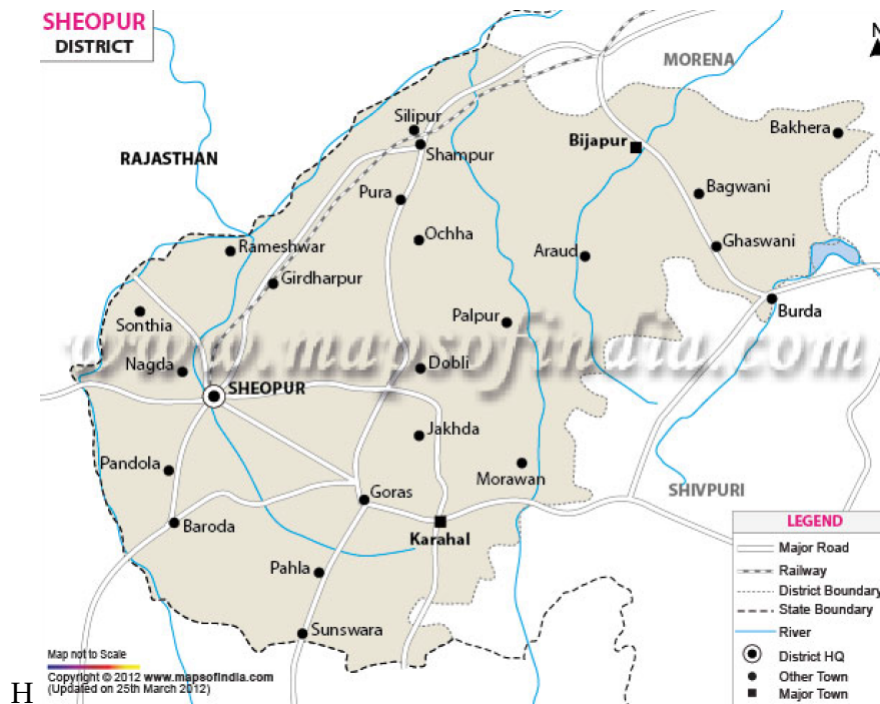 SHEOPUR
DISTRICT
N
MORENA
Silipur
Bakhera
Bijapur
RAJASTHAN
Shampur
Pura
Bagwani
Ochha
Ghaswani
Rameshwar
Araud
Girdharpur
Burda
Sonthia
Palpur
www.mapsofindia.com
Nagda
Dobli
SHEOPUR
Jakhda
Pandola
Morawan
Goras
SHIVPURI
Baroda
Karahal
Pahla
Sunswara
LEGEND
Major Road
Railway
District Boundary
State Boundary
River
District HQ
Other Town
Major Town
Map not to Scale
Copyright © 2012 www.mapsofindia.com
(Updated on 25th March 2012)
H